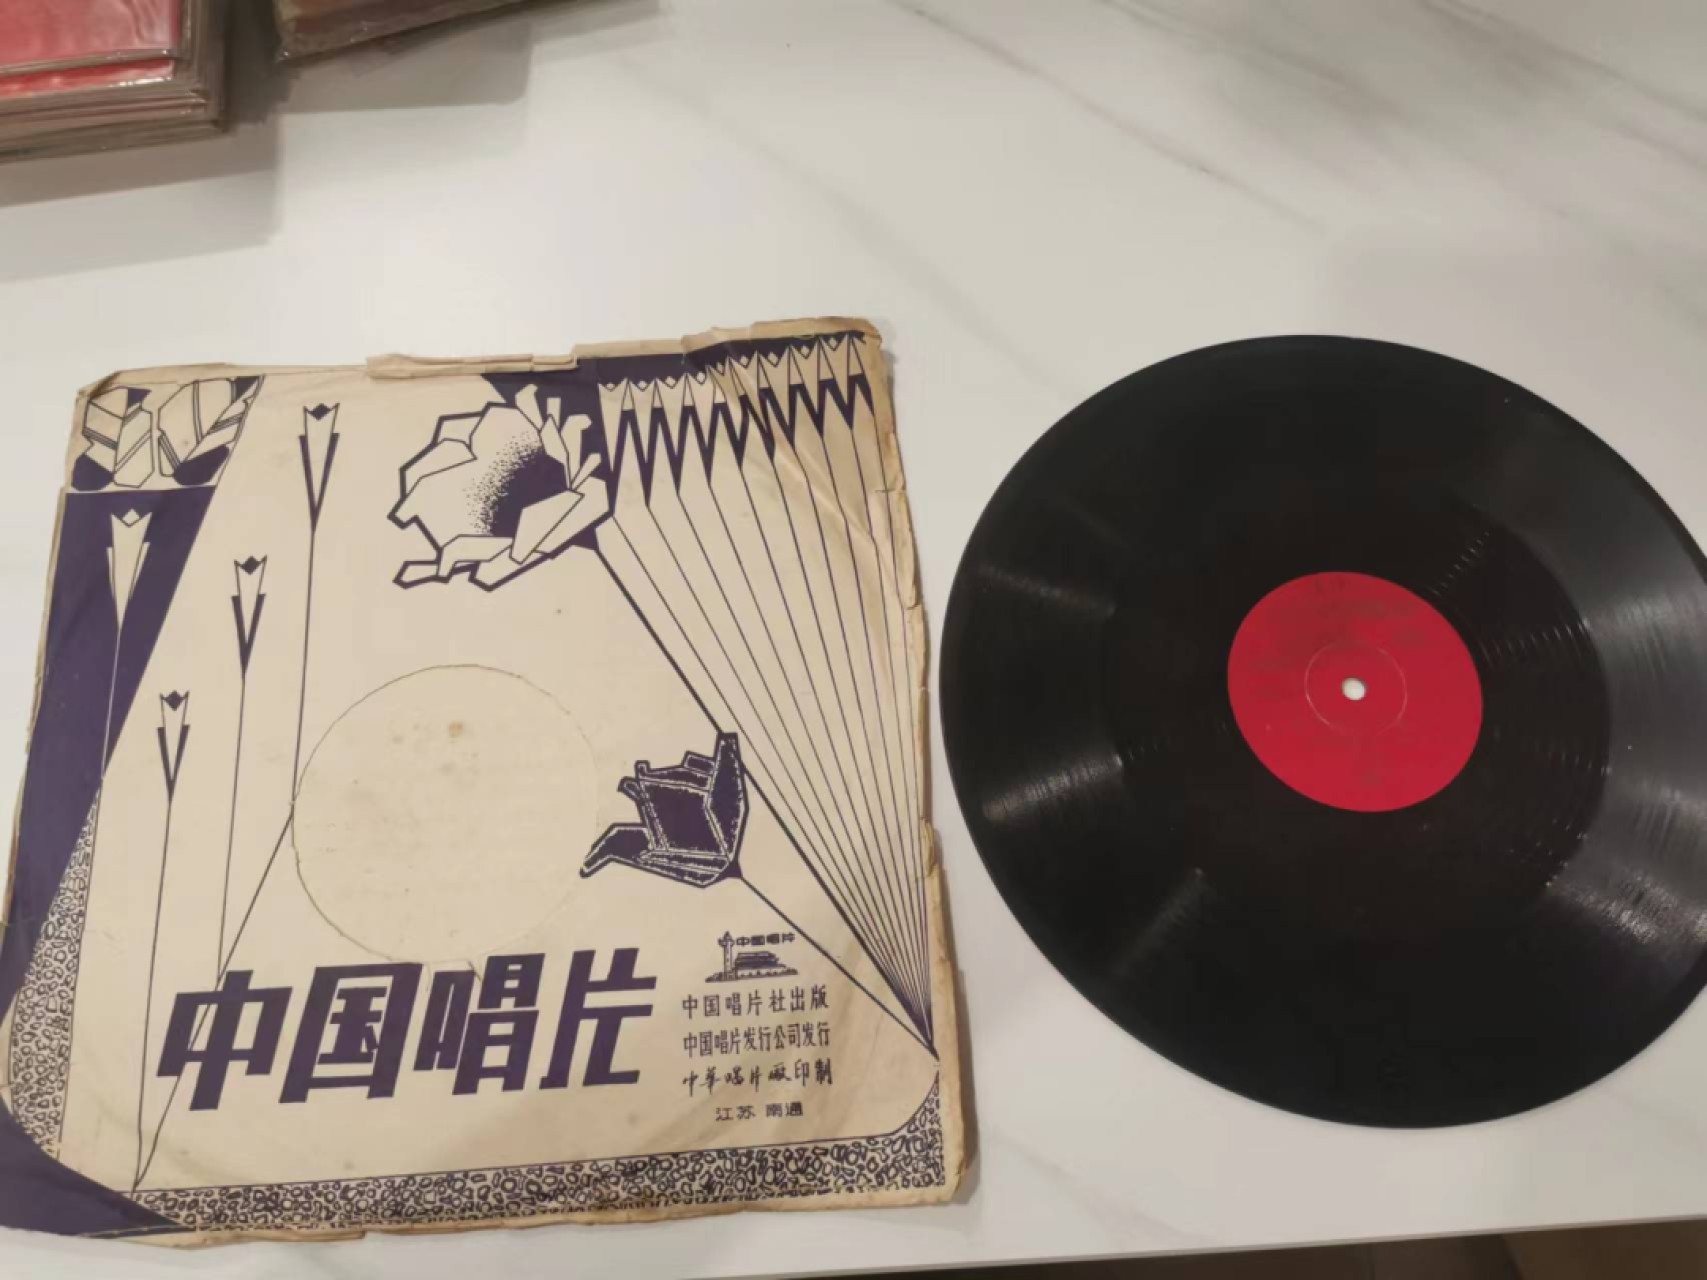 中国唱片
中国唱片
中国唱片社出版
中国唱片发行公司发行
中华唱片厰印制
江苏 南通